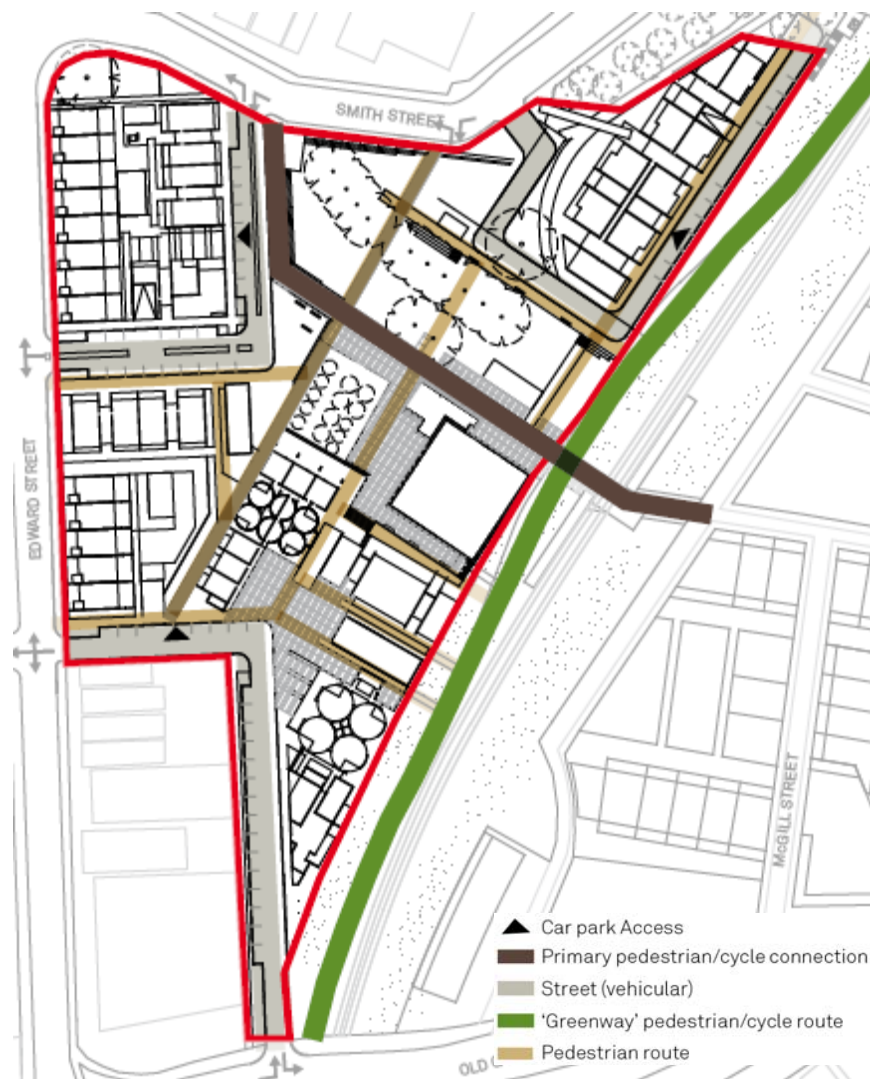 SMITH STREET
EDWARD STREET
McGILL STREET
Car park Access
Primary pedestrian/cycle connection
Street (vehicular)
'Greenway' pedestrian/cycle route
OLD
Pedestrian route